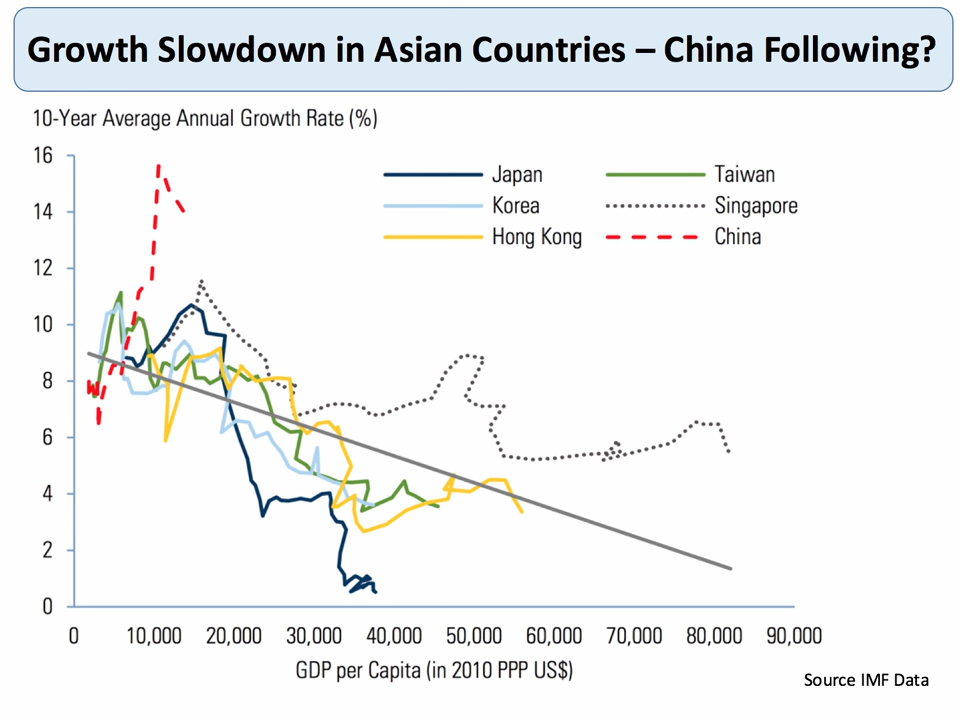 Growth Slowdown in Asian Countries – China Following?
10-Year Average Annual Growth Rate (%)
16
14
12
10
8
6
4
2
0
Japan
Korea
Hong Kong
Taiwan
Singapore
China
0 10,000 20,000 30,000 40,000 50,000 60,000 70,000 80,000 90,000
GDP per Capita (in 2010 PPP US$)
Source IMF Data